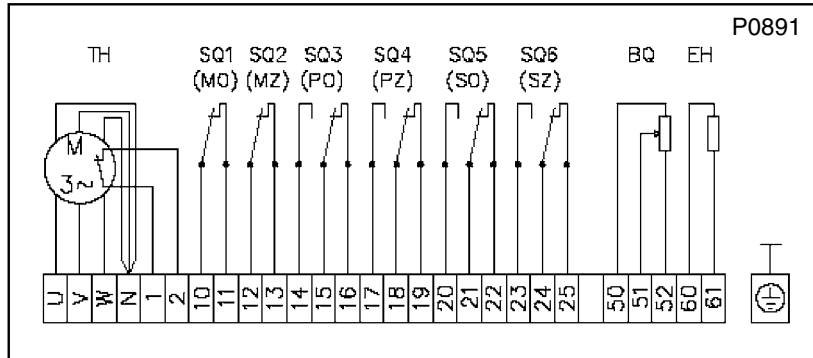 P0891
TH SQ1 SQ2 SQ3 SQ4 SQ5 SQ6 BQ EH
(MO) (MZ) (PO) (PZ) (SO) (SZ)
M
3~
U V W N 1 2 10 11 12 13 14 15 16 17 18 19 20 21 22 23 24 25 50 51 52 60 61